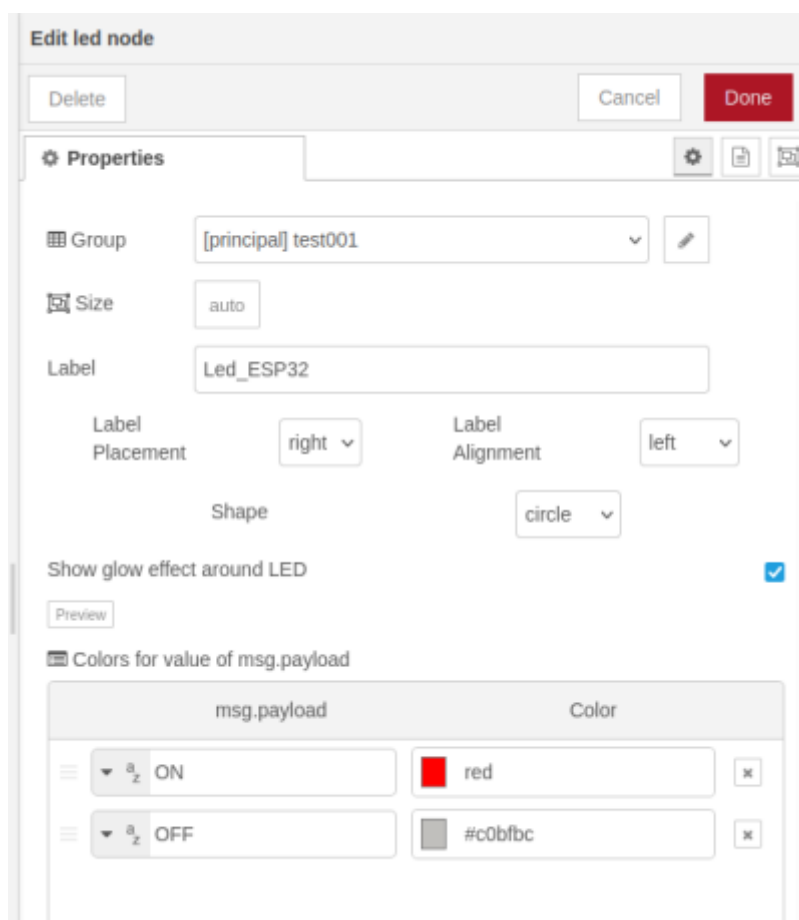 Edit led node
Delete Cancel Done
Properties
Group [principal] test001
Size auto
Label Led_ESP32
Label Placement right Label Alignment left
Shape circle
Show glow effect around LED
Preview
Colors for value of msg.payload
msg.payload Color
az ON red
az OFF #c0bfbc